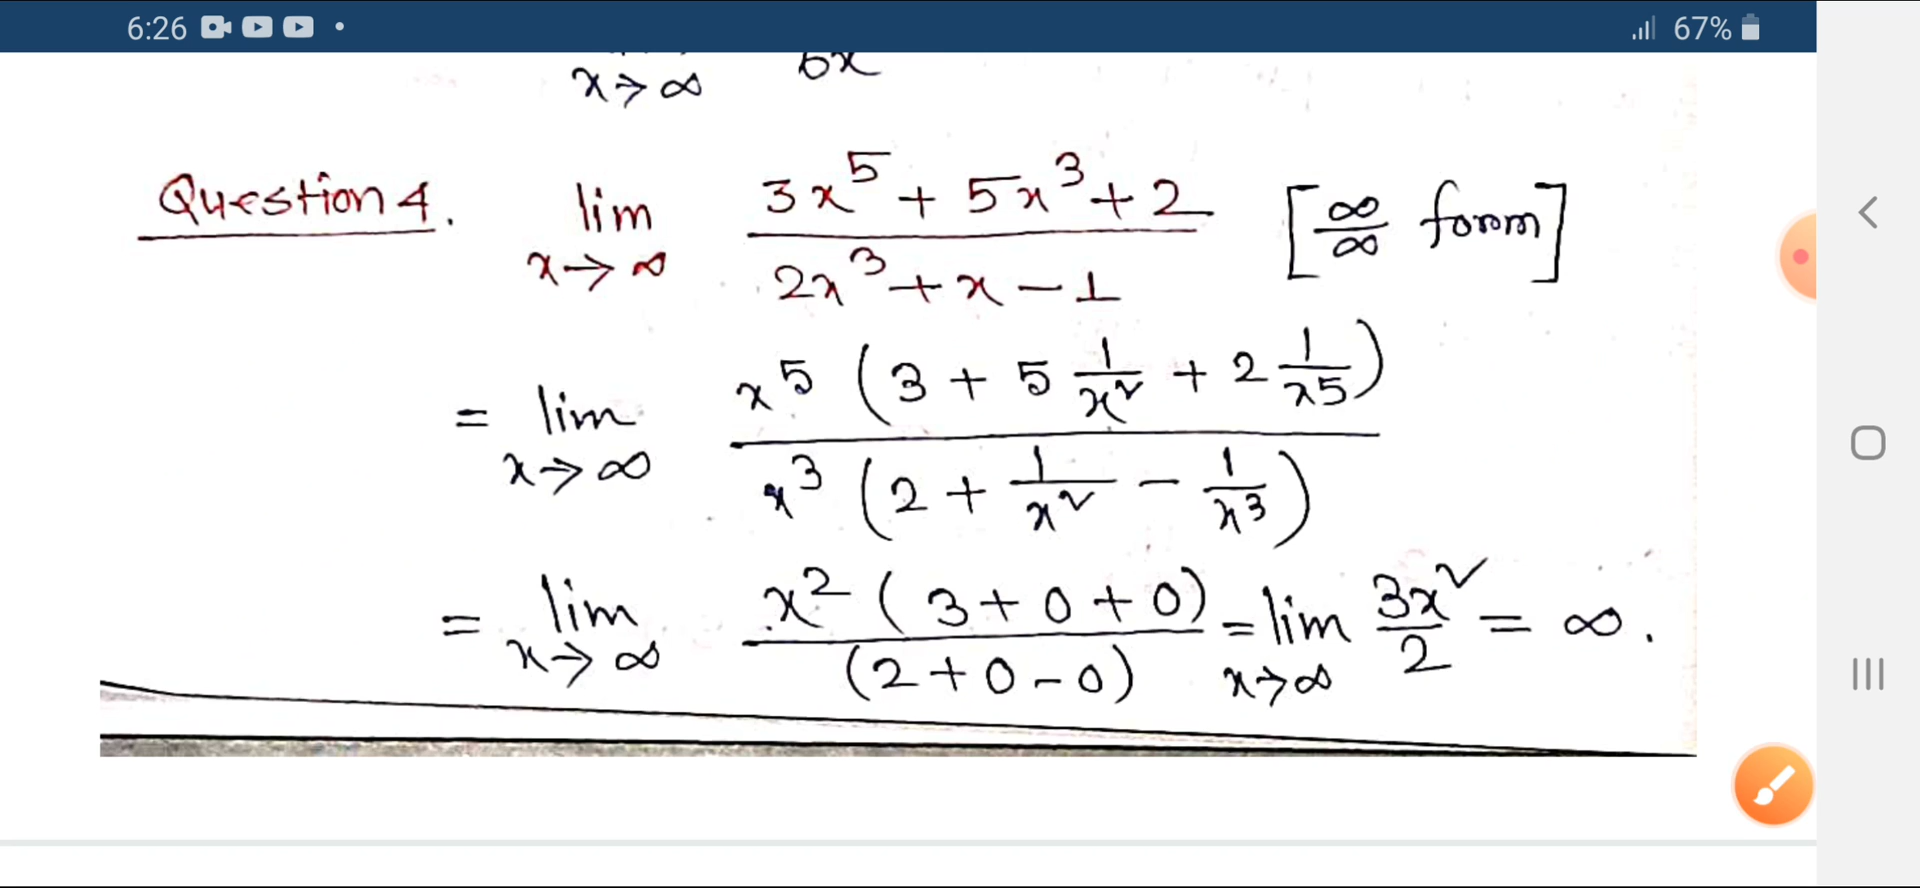 6:26 67%
x→∞ 6x
Question 4. lim x→∞ (3x⁵ + 5x³ + 2)/(2x³ + x − 1) [∞/∞ form]
= lim x→∞ x⁵ (3 + 5 1/x² + 2 1/x⁵) / x³ (2 + 1/x² − 1/x³)
= lim x→∞ x² (3 + 0 + 0) / (2 + 0 − 0) = lim x→∞ 3x²/2 = ∞.